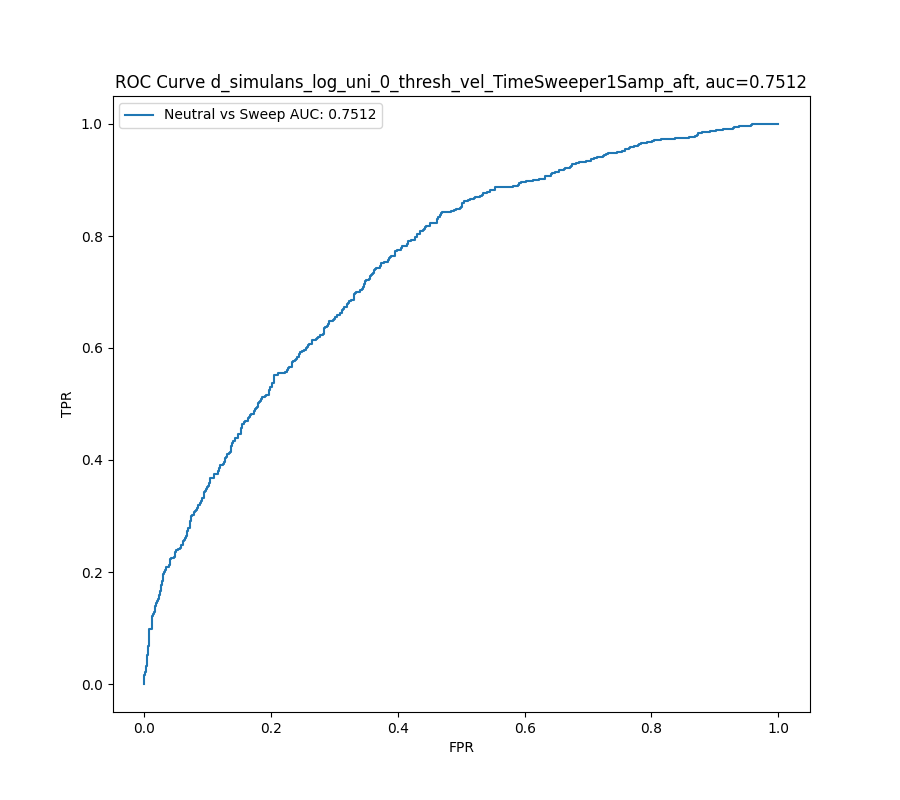 ROC Curve d_simulans_log_uni_0_thresh_vel_TimeSweeper1Samp_aft, auc=0.7512
Neutral vs Sweep AUC: 0.7512
1.0
0.8
0.6
0.4
0.2
0.0
TPR
0.0 0.2 0.4 0.6 0.8 1.0
FPR